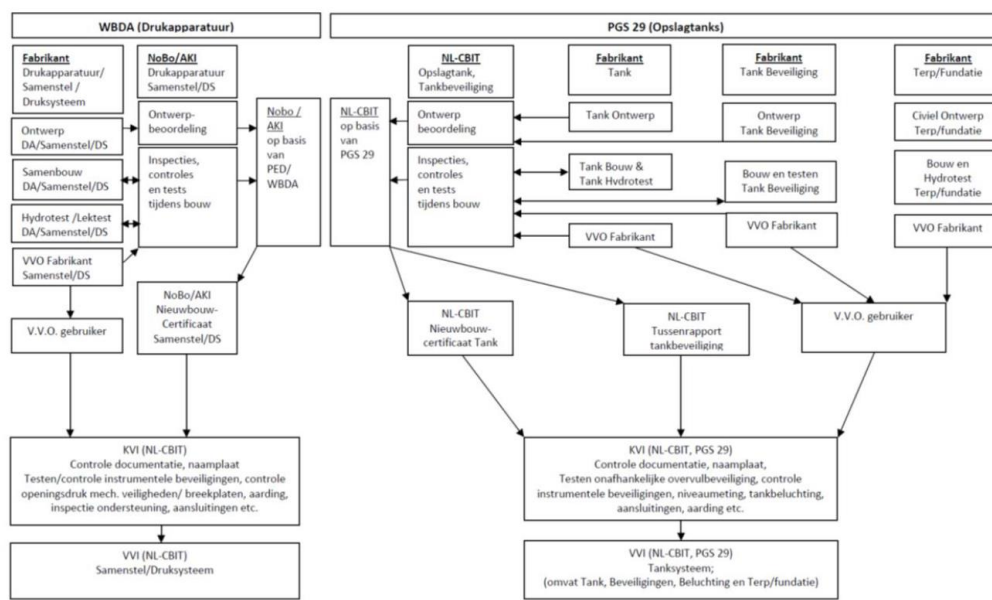 WBDA (Drukapparatuur)
Fabrikant
Drukapparatuur/
Samenstel /
Druksysteem
NoBo/AKI
Drukapparatuur
Samenstel/DS
Ontwerp
DA/Samenstel/DS
Samenbouw
DA/Samenstel/DS
Hydrotest /Lektest
DA/Samenstel/DS
VVO Fabrikant
Samenstel/DS
Ontwerp-
beoordeling
Inspecties,
controles
en tests
tijdens bouw
Nobo /
AKI
op basis
van
PED/
WBDA
V.V.O. gebruiker
NoBo/AKI
Nieuwbouw-
Certificaat
Samenstel/DS
KVI (NL-CBIT)
Controle documentatie, naamplaat
Testen/controle instrumentele beveiligingen, controle
openingsdruk mech. veiligheden/ breekplaten, aarding,
inspectie ondersteuning, aansluitingen etc.
VVI (NL-CBIT)
Samenstel/Druksysteem
PGS 29 (Opslagtanks)
NL-CBIT
Opslagtank,
Tankbeveiliging
Fabrikant
Tank
Fabrikant
Tank Beveiliging
Fabrikant
Terp/Fundatie
NL-CBIT
op basis
van
PGS 29
Ontwerp
beoordeling
Inspecties,
controles
en tests
tijdens bouw
Tank Ontwerp
Tank Bouw &
Tank Hydrotest
VVO Fabrikant
Ontwerp
Tank Beveiliging
Bouw en testen
Tank Beveiliging
VVO Fabrikant
Civiel Ontwerp
Terp/fundatie
Bouw en
Hydrotest
Terp/fundatie
VVO Fabrikant
NL-CBIT
Nieuwbouw-
certificaat Tank
NL-CBIT
Tussenrapport
tankbeveiliging
V.V.O. gebruiker
KVI (NL-CBIT, PGS 29)
Controle documentatie, naamplaat,
Testen onafhankelijke overvulbeveiliging, controle
instrumentele beveiligingen, niveaumeting, tankbeluchting,
aansluitingen, aarding etc.
VVI (NL-CBIT, PGS 29)
Tanksysteem;
(omvat Tank, Beveiligingen, Beluchting en Terp/fundatie)